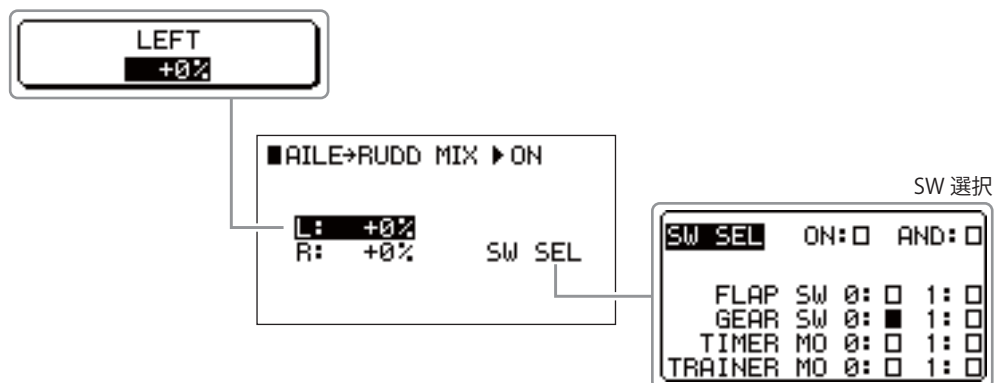 LEFT
+0%
■AILE→RUDD MIX ▶ON
L: +0%
R: +0% SW SEL
SW 選択
SW SEL ON:□ AND:□
FLAP SW 0:□ 1:□
GEAR SW 0:■ 1:□
TIMER MO 0:□ 1:□
TRAINER MO 0:□ 1:□